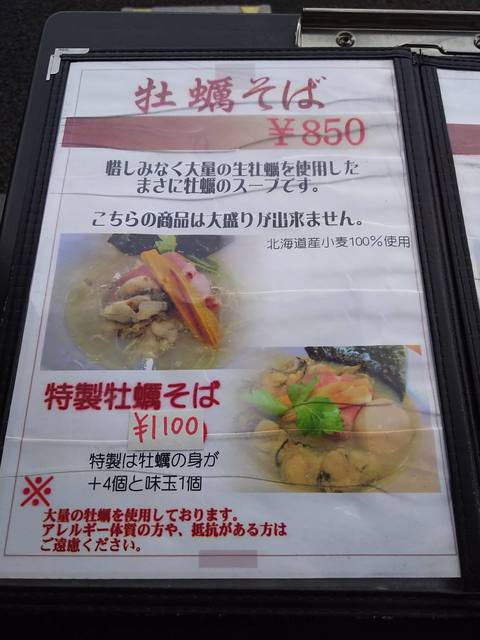 牡蠣そば
￥850
惜しみなく大量の生牡蠣を使用した
まさに牡蠣のスープです。
こちらの商品は大盛りが出来ません。
北海道産小麦100％使用
特製牡蠣そば
¥1100
特製は牡蠣の身が
＋4個と味玉1個
※
大量の牡蠣を使用しております。
アレルギー体質の方や、抵抗がある方は
ご遠慮ください。